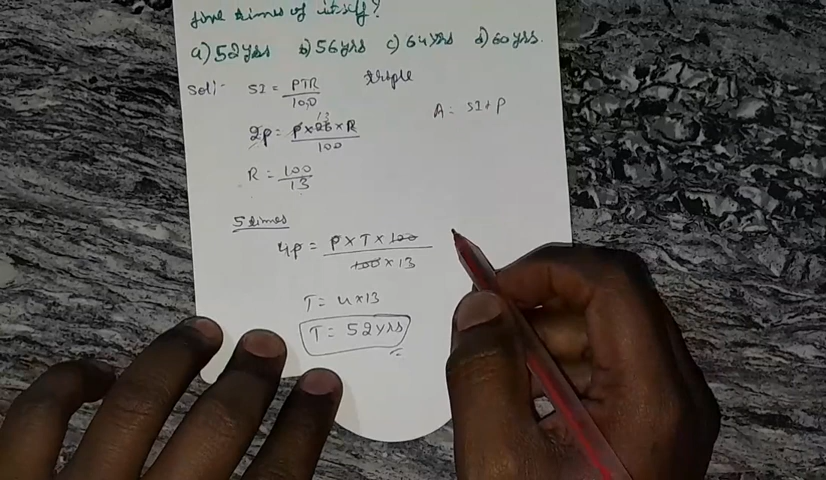 five times of itself?
a) 52yrs b) 56yrs c) 64yrs d) 60yrs.
Sol:- SI = PTR / 100 triple
A = SI + P
2P = P × 26 × R / 100 13
R = 100 / 13
5 times
4P = P × T × 100 / 100 × 13
T = 4 × 13
T = 52yrs